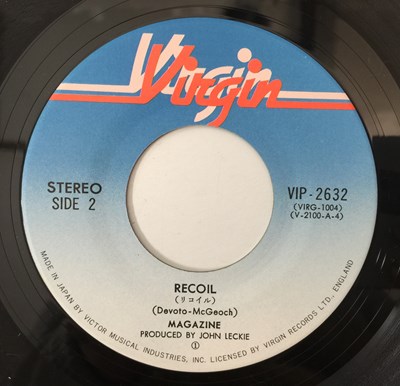 Virgin
STEREO
SIDE 2
VIP-2632
(VIRG-1004)
(V-2100-A-4)
RECOIL
(リコイル)
(Devoto-McGeoch)
MAGAZINE
PRODUCED BY JOHN LECKIE
①
MADE IN JAPAN BY VICTOR MUSICAL INDUSTRIES, INC. LICENSED BY VIRGIN RECORDS LTD., ENGLAND